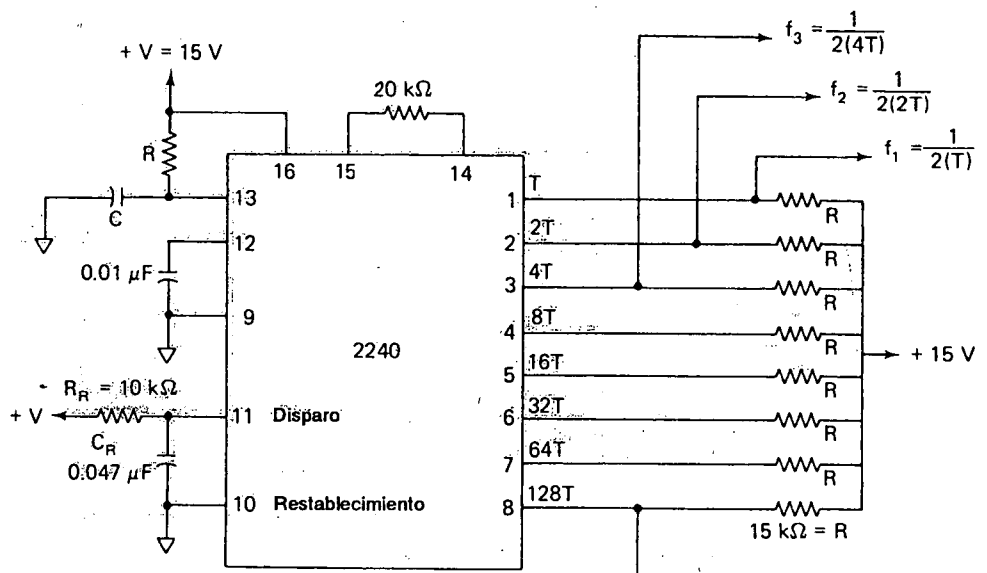 f₃ = 1/2(4T)
+ V = 15 V
20 kΩ
f₂ = 1/2(2T)
f₁ = 1/2(T)
R
16
15
14
13
C
12
0.01 µF
9
2240
R_R = 10 kΩ
+ V
11
Disparo
C_R
0.047 µF
10
Restablecimiento
1
T
R
2
2T
R
3
4T
R
4
8T
R
+ 15 V
5
16T
R
6
32T
R
7
64T
R
8
128T
15 kΩ = R